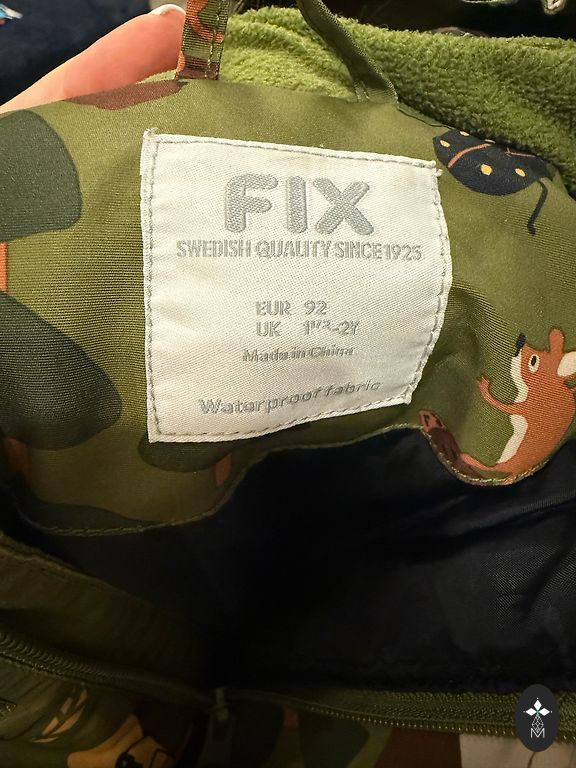 FIX
SWEDISH QUALITY SINCE 1925
EUR 92
UK 1½-2Y
Made in China
Waterproof fabric
M